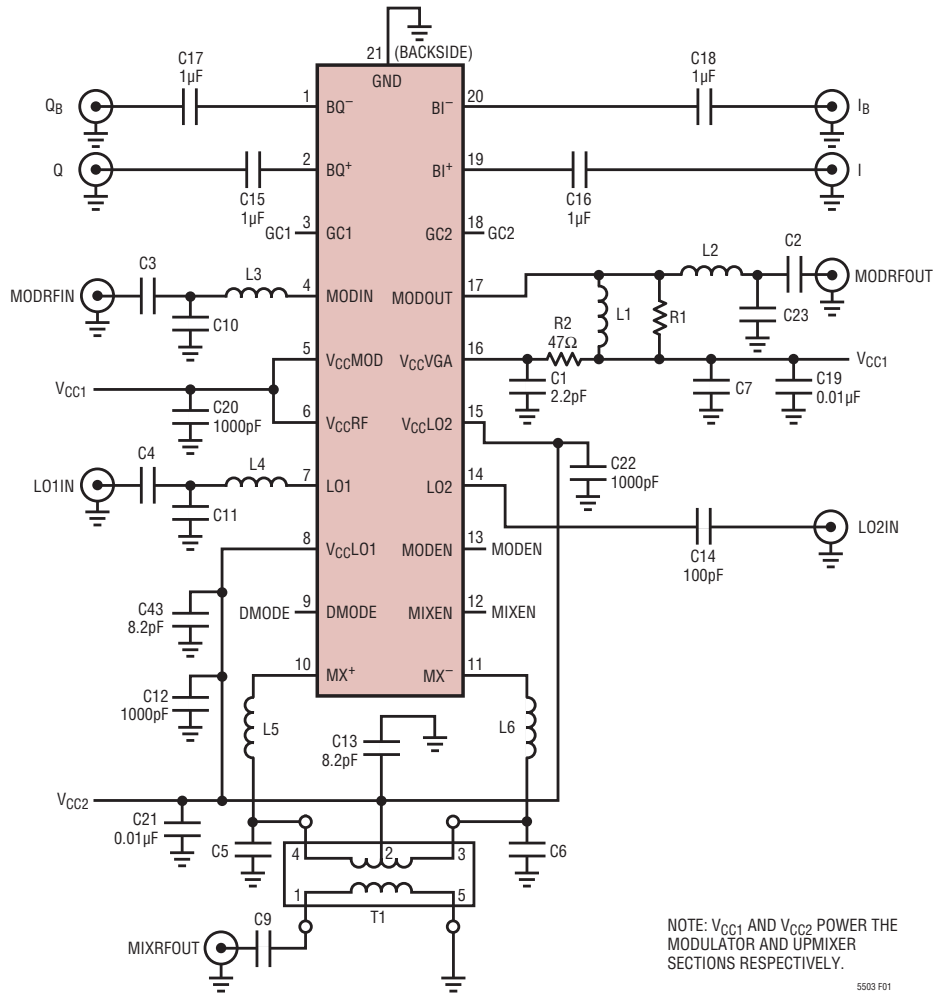 21 (BACKSIDE)
GND
C17
1µF
C18
1µF
QB
1
BQ−
BI−
20
IB
Q
2
BQ+
BI+
19
I
C15
1µF
C16
1µF
GC1
3
GC1
GC2
18
GC2
C3
L3
L2
C2
MODRFIN
4
MODIN
MODOUT
17
MODRFOUT
C10
L1
R1
C23
R2
47Ω
5
VCCMOD
VCCVGA
16
VCC1
VCC1
C1
2.2pF
C7
C19
0.01µF
C20
1000pF
6
VCCRF
VCCLO2
15
C4
L4
C22
1000pF
LO1IN
7
LO1
LO2
14
C11
LO2IN
8
VCCLO1
MODEN
13
MODEN
C14
100pF
C43
8.2pF
DMODE
9
DMODE
MIXEN
12
MIXEN
10
MX+
MX−
11
C12
1000pF
L5
C13
8.2pF
L6
VCC2
C21
0.01µF
C5
4
2
3
C6
1
5
T1
C9
MIXRFOUT
NOTE: VCC1 AND VCC2 POWER THE
MODULATOR AND UPMIXER
SECTIONS RESPECTIVELY.
5503 F01